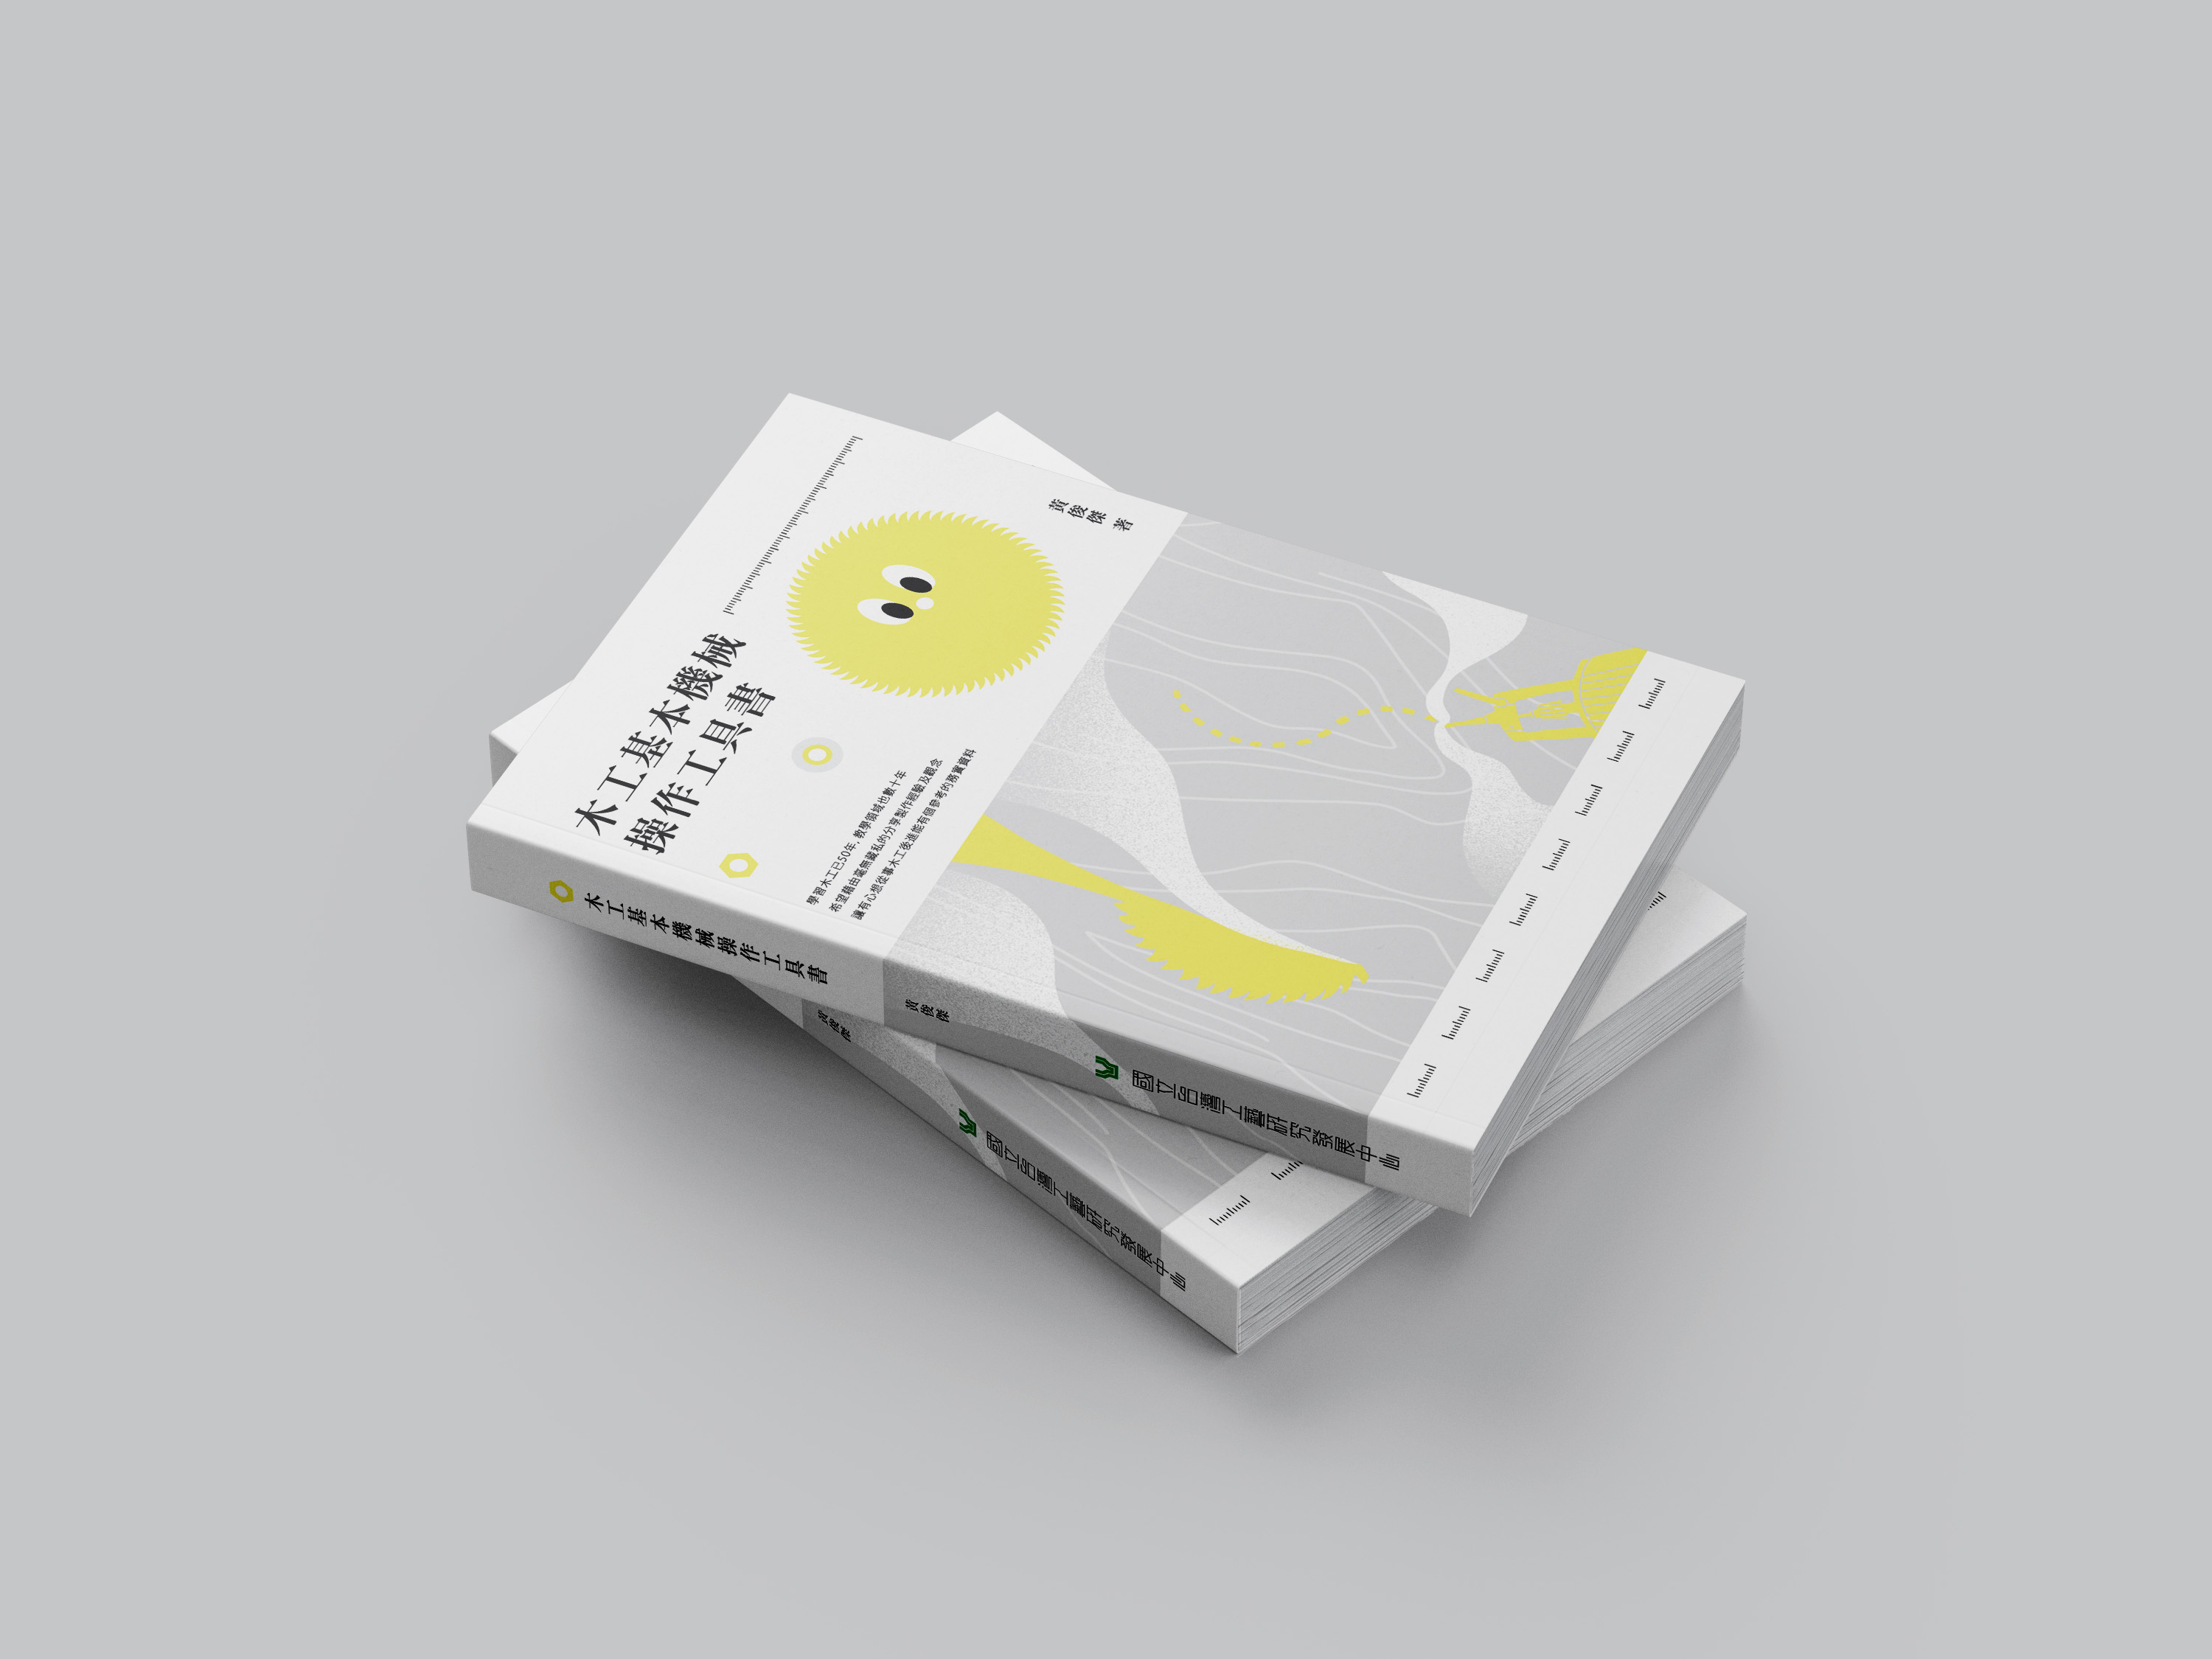 木工基本機械
操作工具書
黃俊傑 著
學習木工已50年，教學領域也數十年
希望藉由毫無藏私的分享製作經驗及觀念
讓有心想從事木工後進能有個參考的務實資料
木工基本機械操作工具書
黃俊傑
國立台灣工藝研究發展中心
黃俊傑
國立台灣工藝研究發展中心